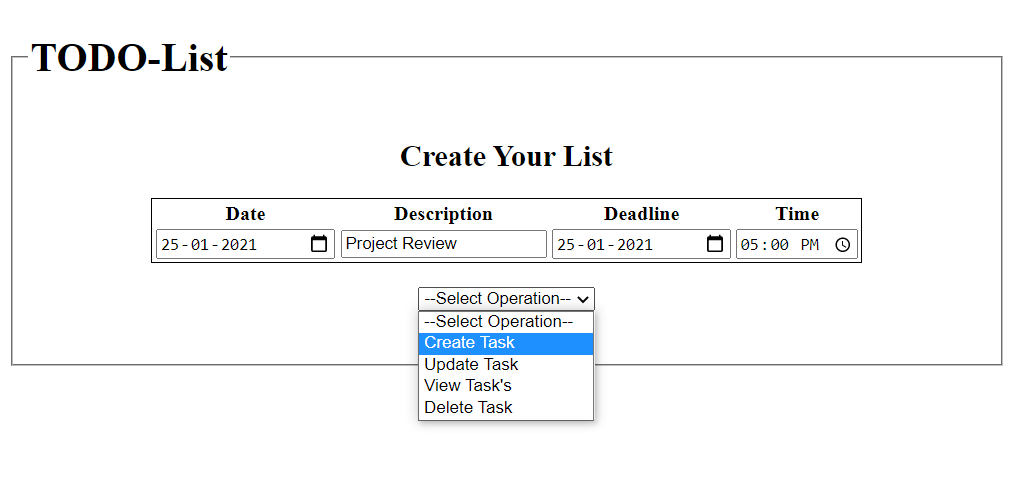 TODO-List
Create Your List
Date Description Deadline Time
25-01-2021 Project Review 25-01-2021 05:00 PM
--Select Operation--
--Select Operation--
Create Task
Update Task
View Task's
Delete Task